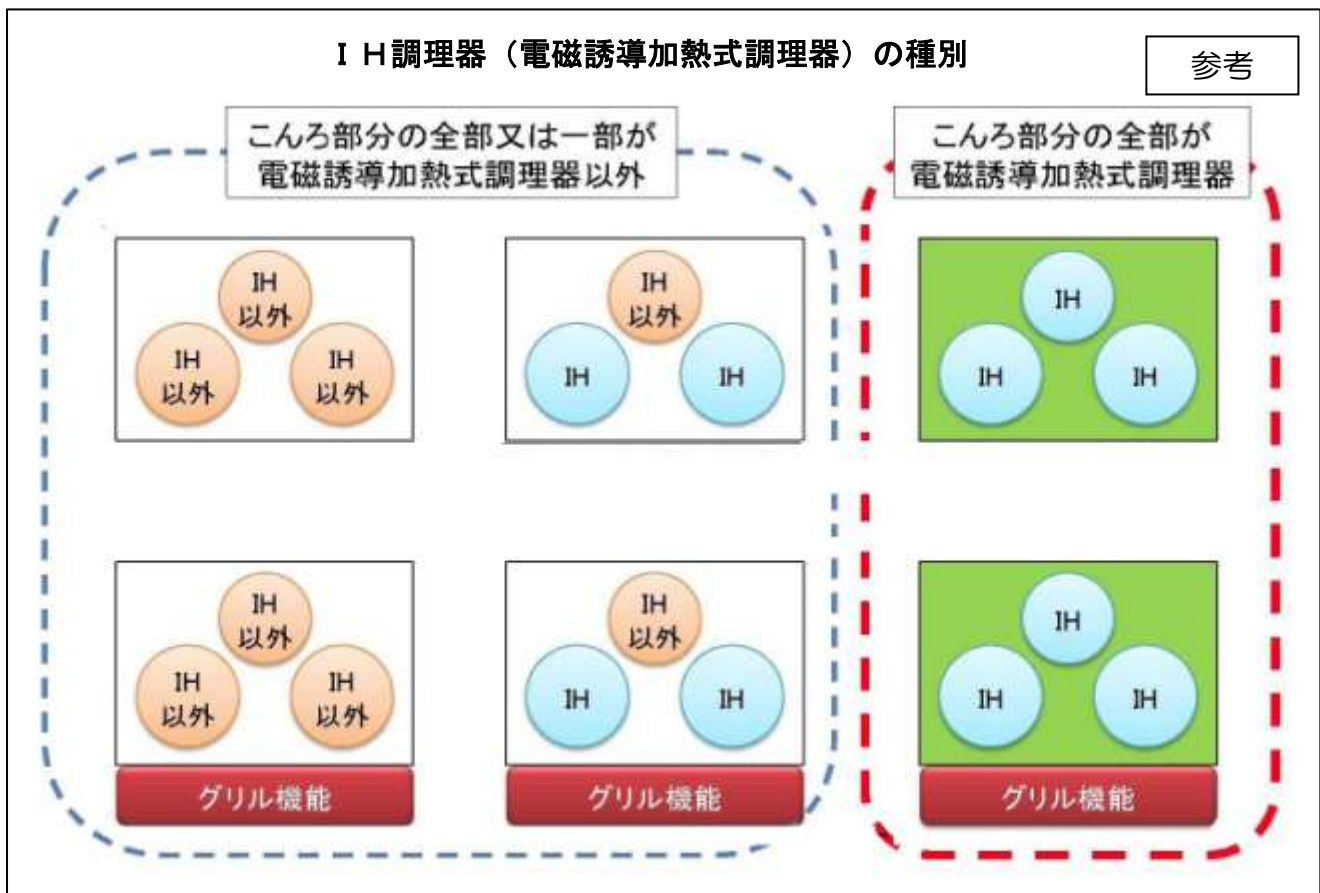 ＩＨ調理器（電磁誘導加熱式調理器）の種別
参考
こんろ部分の全部又は一部が
電磁誘導加熱式調理器以外
こんろ部分の全部が
電磁誘導加熱式調理器
IH
以外
IH
以外
IH
以外
IH
以外
IH
IH
IH
IH
IH
IH
以外
IH
以外
IH
以外
グリル機能
IH
以外
IH
IH
グリル機能
IH
IH
IH
グリル機能